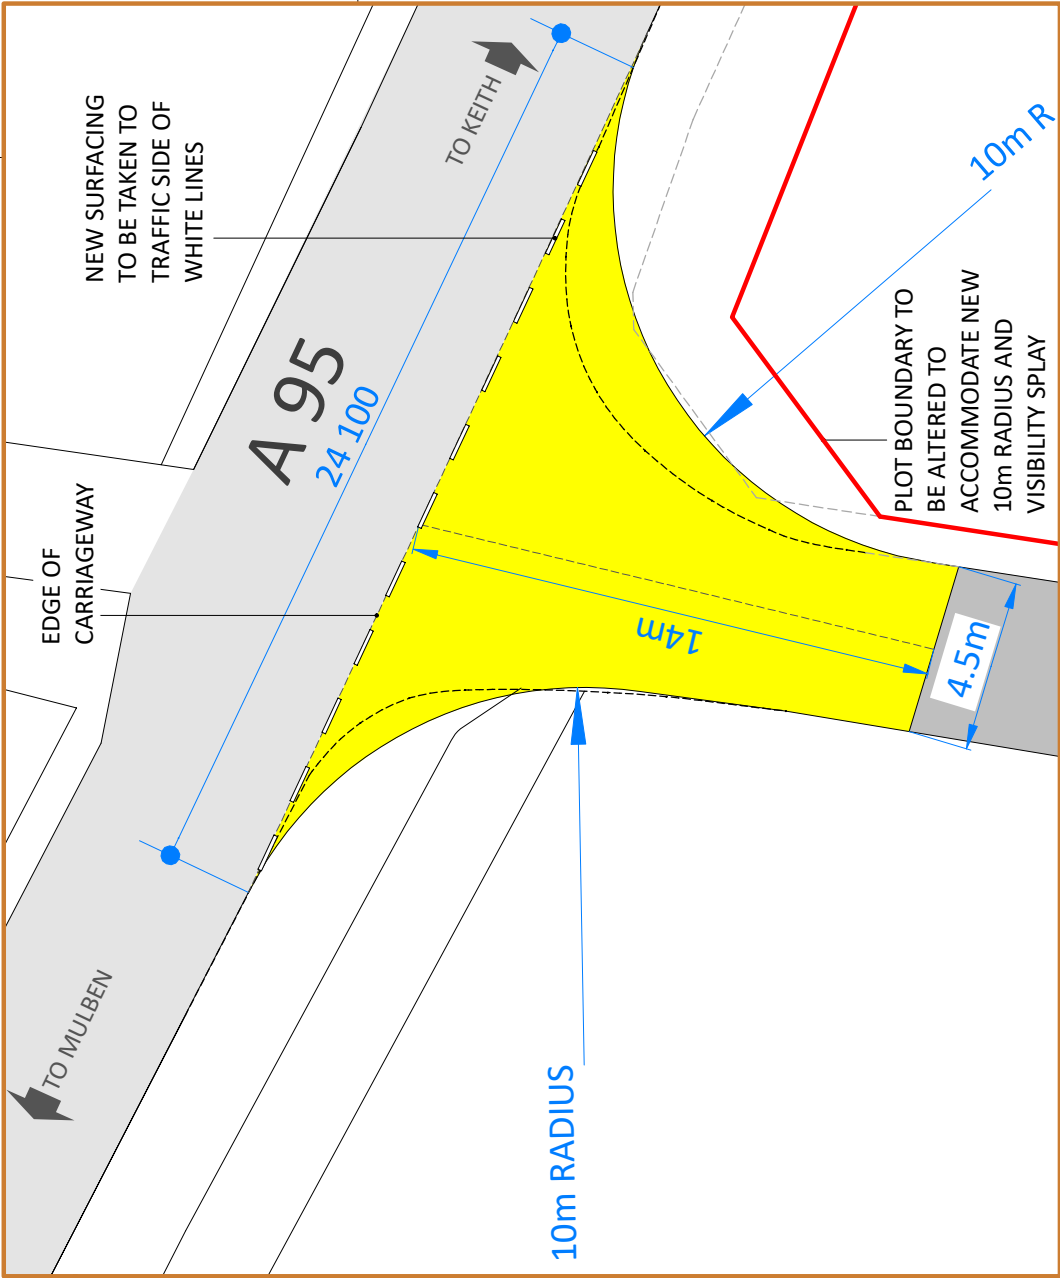 NEW SURFACING
TO BE TAKEN TO
TRAFFIC SIDE OF
WHITE LINES
TO KEITH
A 95
24 100
EDGE OF
CARRIAGEWAY
TO MULBEN
10m R
PLOT BOUNDARY TO
BE ALTERED TO
ACCOMMODATE NEW
10m RADIUS AND
VISIBILITY SPLAY
14m
4.5m
10m RADIUS